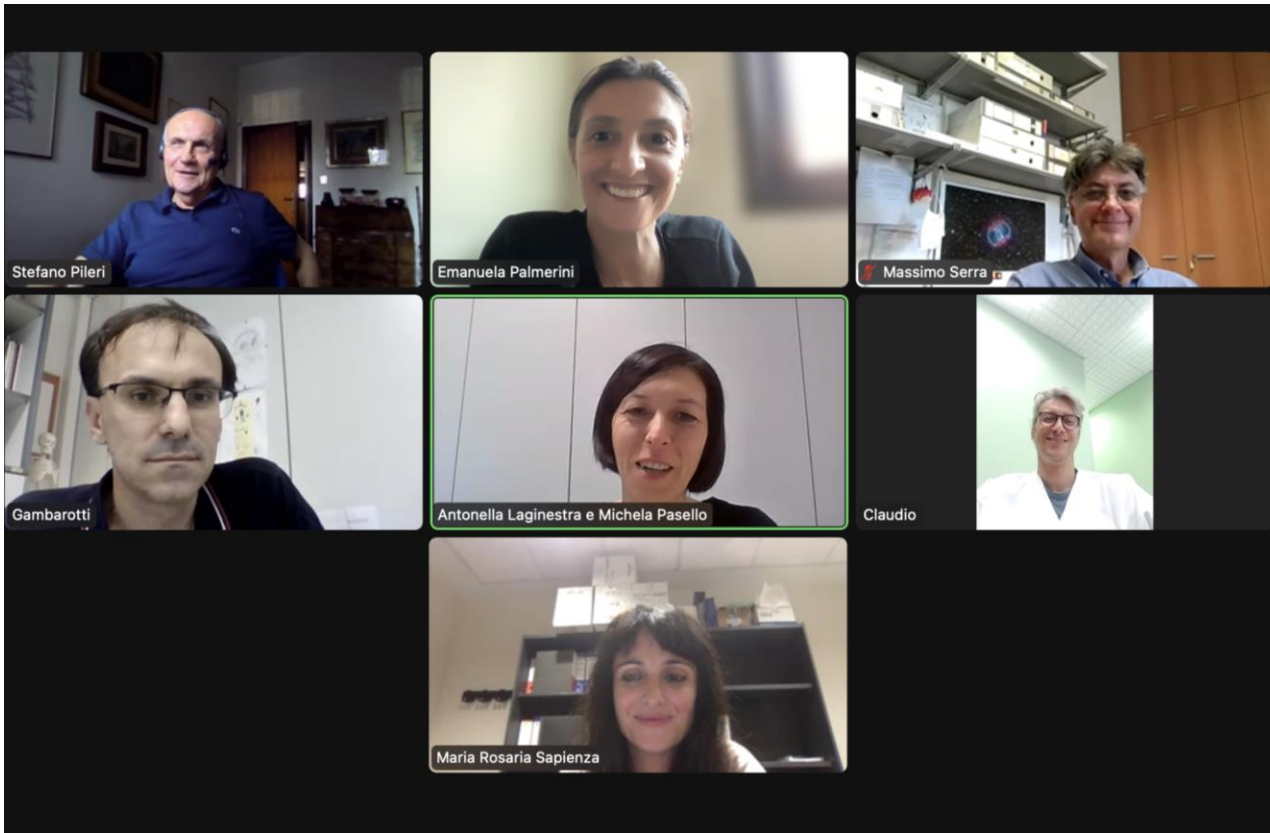 Stefano Pileri
Emanuela Palmerini
Massimo Serra
Gambarotti
Antonella Laginestra e Michela Pasello
Claudio
Maria Rosaria Sapienza